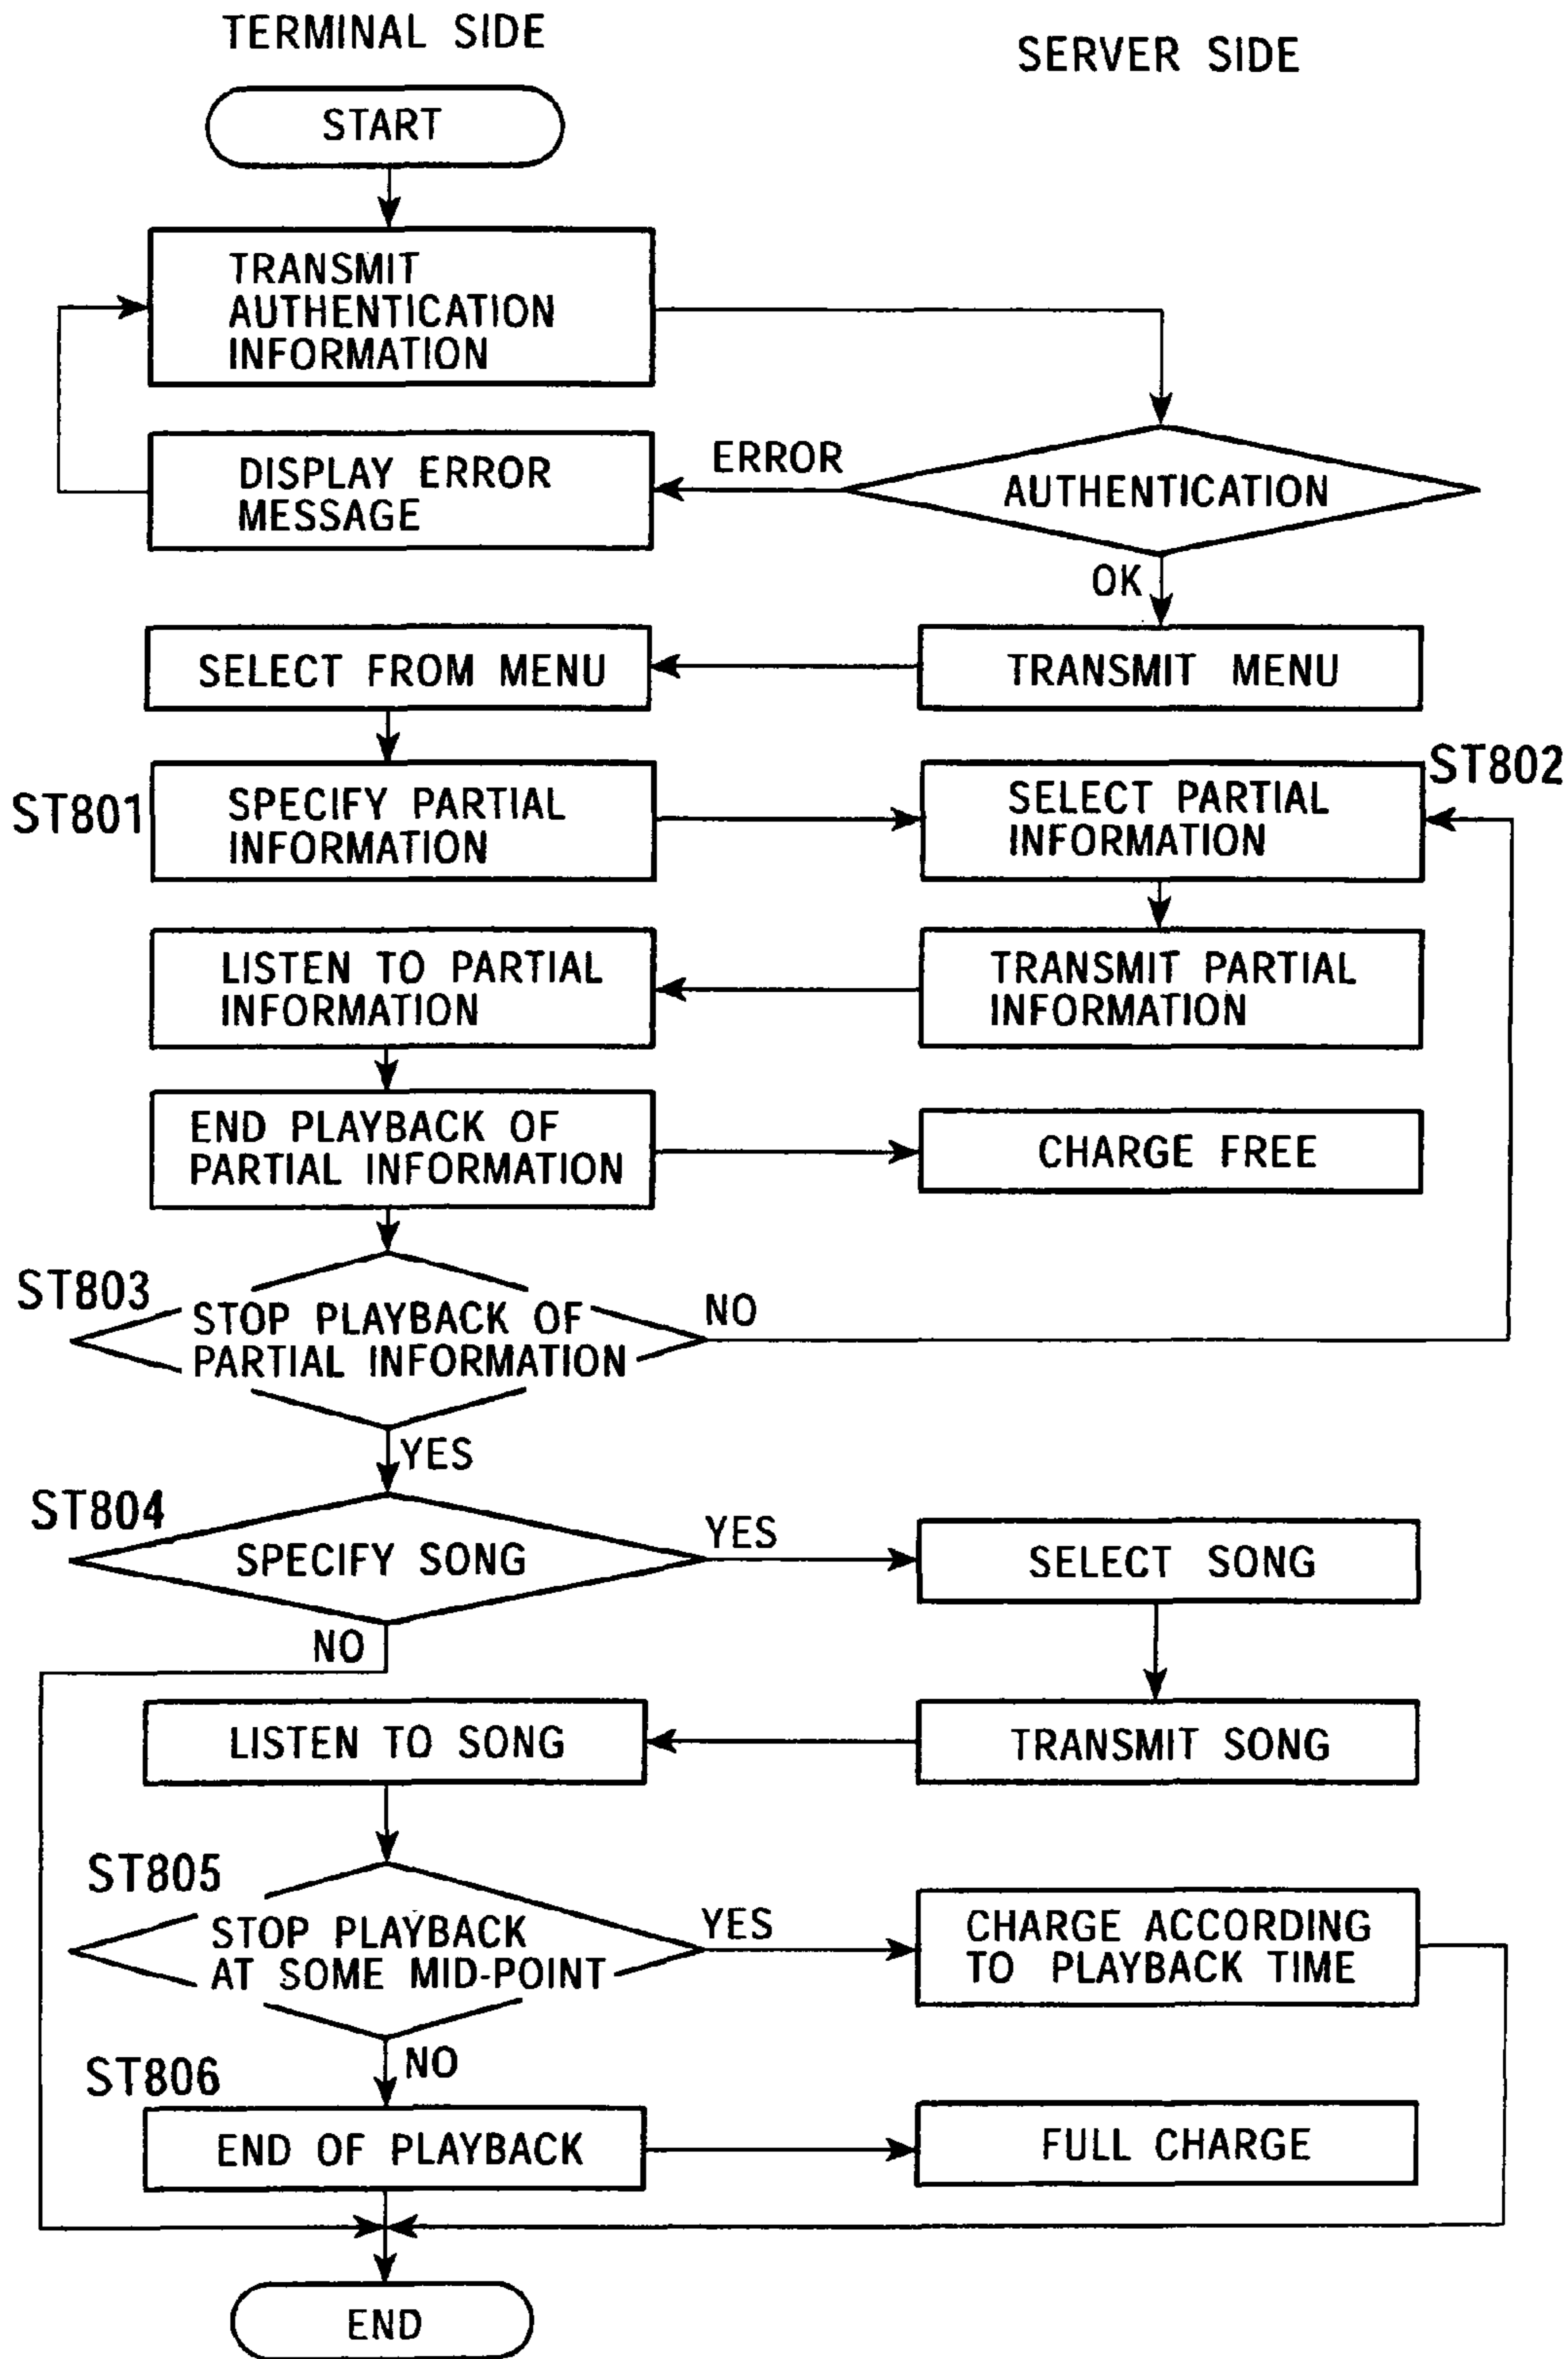 TERMINAL SIDE
SERVER SIDE
START
TRANSMIT
AUTHENTICATION
INFORMATION
DISPLAY ERROR
MESSAGE
ERROR
AUTHENTICATION
OK
SELECT FROM MENU
TRANSMIT MENU
ST801
SPECIFY PARTIAL
INFORMATION
SELECT PARTIAL
INFORMATION
ST802
LISTEN TO PARTIAL
INFORMATION
TRANSMIT PARTIAL
INFORMATION
END PLAYBACK OF
PARTIAL INFORMATION
CHARGE FREE
ST803
STOP PLAYBACK OF
PARTIAL INFORMATION
NO
YES
ST804
SPECIFY SONG
YES
SELECT SONG
NO
LISTEN TO SONG
TRANSMIT SONG
ST805
STOP PLAYBACK
AT SOME MID-POINT
YES
CHARGE ACCORDING
TO PLAYBACK TIME
NO
ST806
END OF PLAYBACK
FULL CHARGE
END